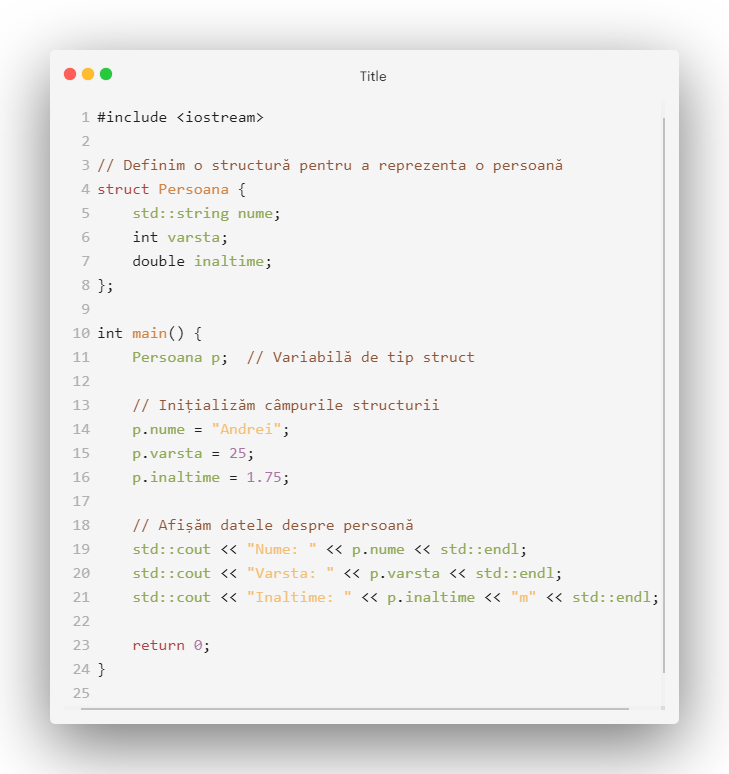 Title
1 #include <iostream>
2
3 // Definim o structură pentru a reprezenta o persoană
4 struct Persoana {
5     std::string nume;
6     int varsta;
7     double inaltime;
8 };
9
10 int main() {
11     Persoana p;  // Variabilă de tip struct
12
13     // Inițializăm câmpurile structurii
14     p.nume = "Andrei";
15     p.varsta = 25;
16     p.inaltime = 1.75;
17
18     // Afișăm datele despre persoană
19     std::cout << "Nume: " << p.nume << std::endl;
20     std::cout << "Varsta: " << p.varsta << std::endl;
21     std::cout << "Inaltime: " << p.inaltime << "m" << std::endl;
22
23     return 0;
24 }
25